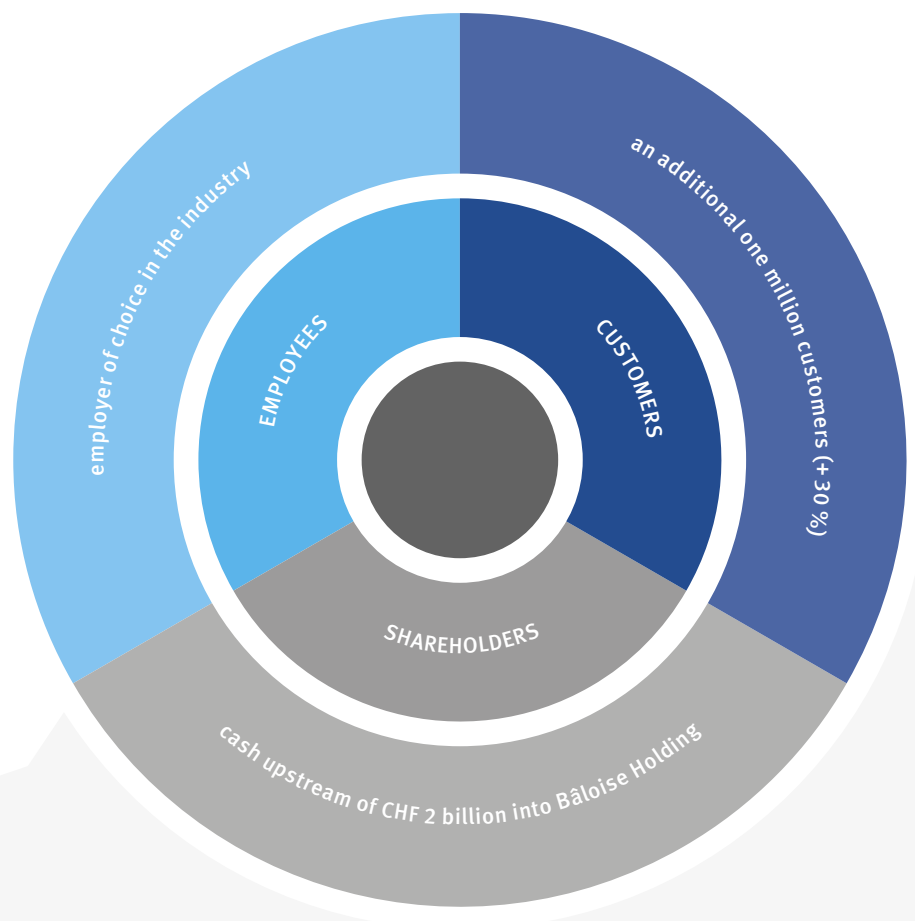 employer of choice in the industry
an additional one million customers (+ 30 %)
EMPLOYEES
CUSTOMERS
SHAREHOLDERS
cash upstream of CHF 2 billion into Bâloise Holding